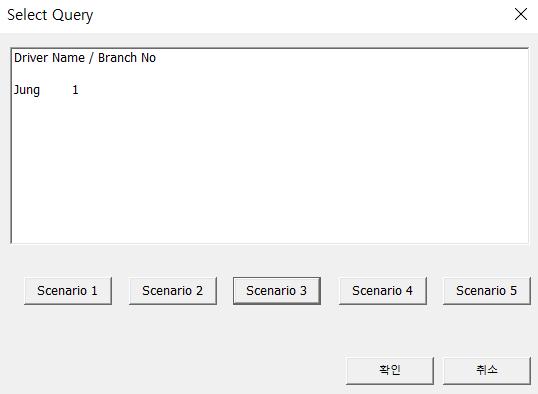 Select Query
Driver Name / Branch No
Jung 1
Scenario 1 Scenario 2 Scenario 3 Scenario 4 Scenario 5
확인 취소